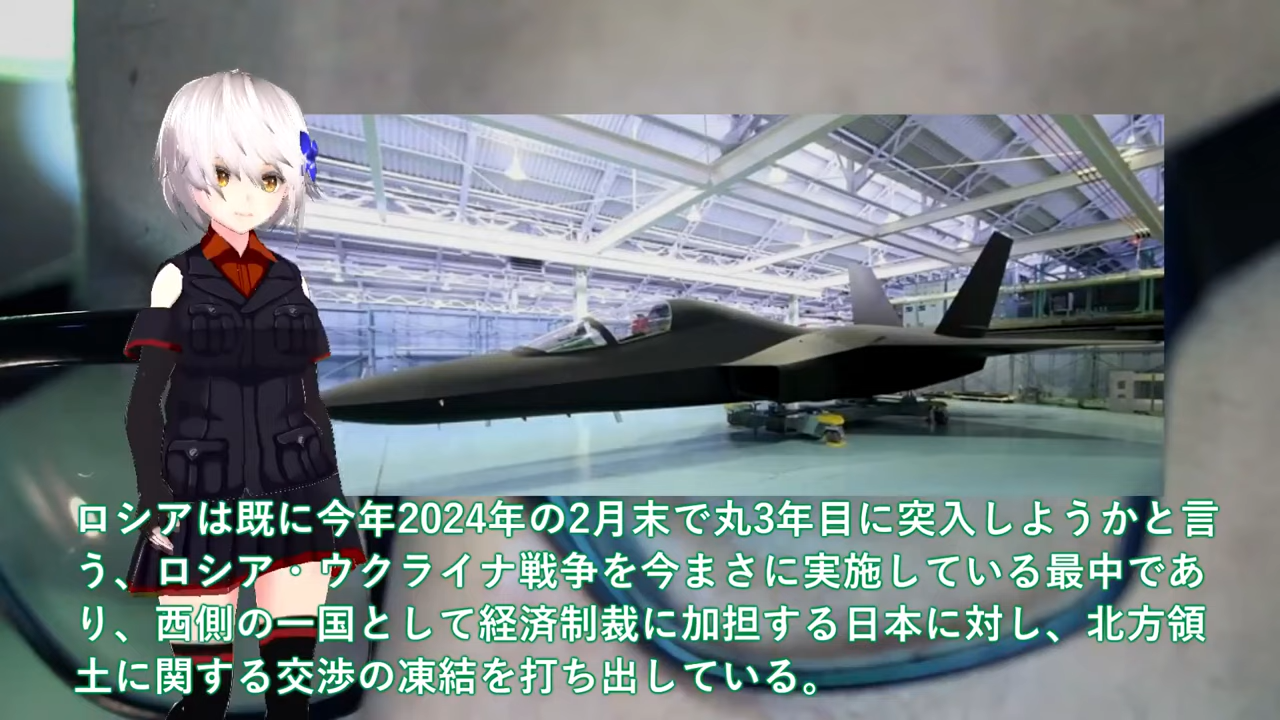 ロシアは既に今年2024年の2月末で丸3年目に突入しようかと言
う、ロシア・ウクライナ戦争を今まさに実施している最中であ
り、西側の一国として経済制裁に加担する日本に対し、北方領
土に関する交渉の凍結を打ち出している。